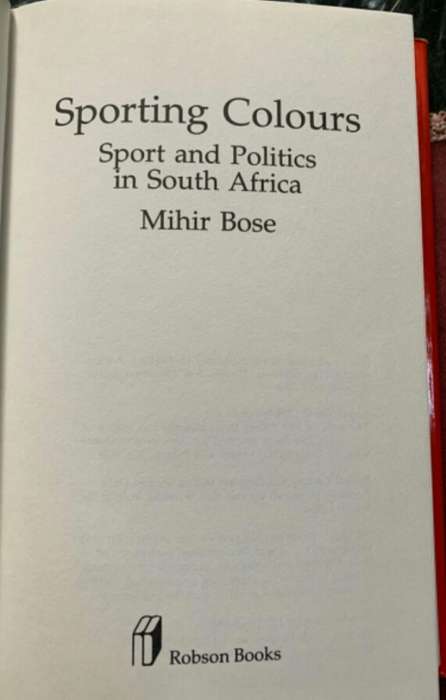 Sporting Colours
Sport and Politics
in South Africa
Mihir Bose
Robson Books